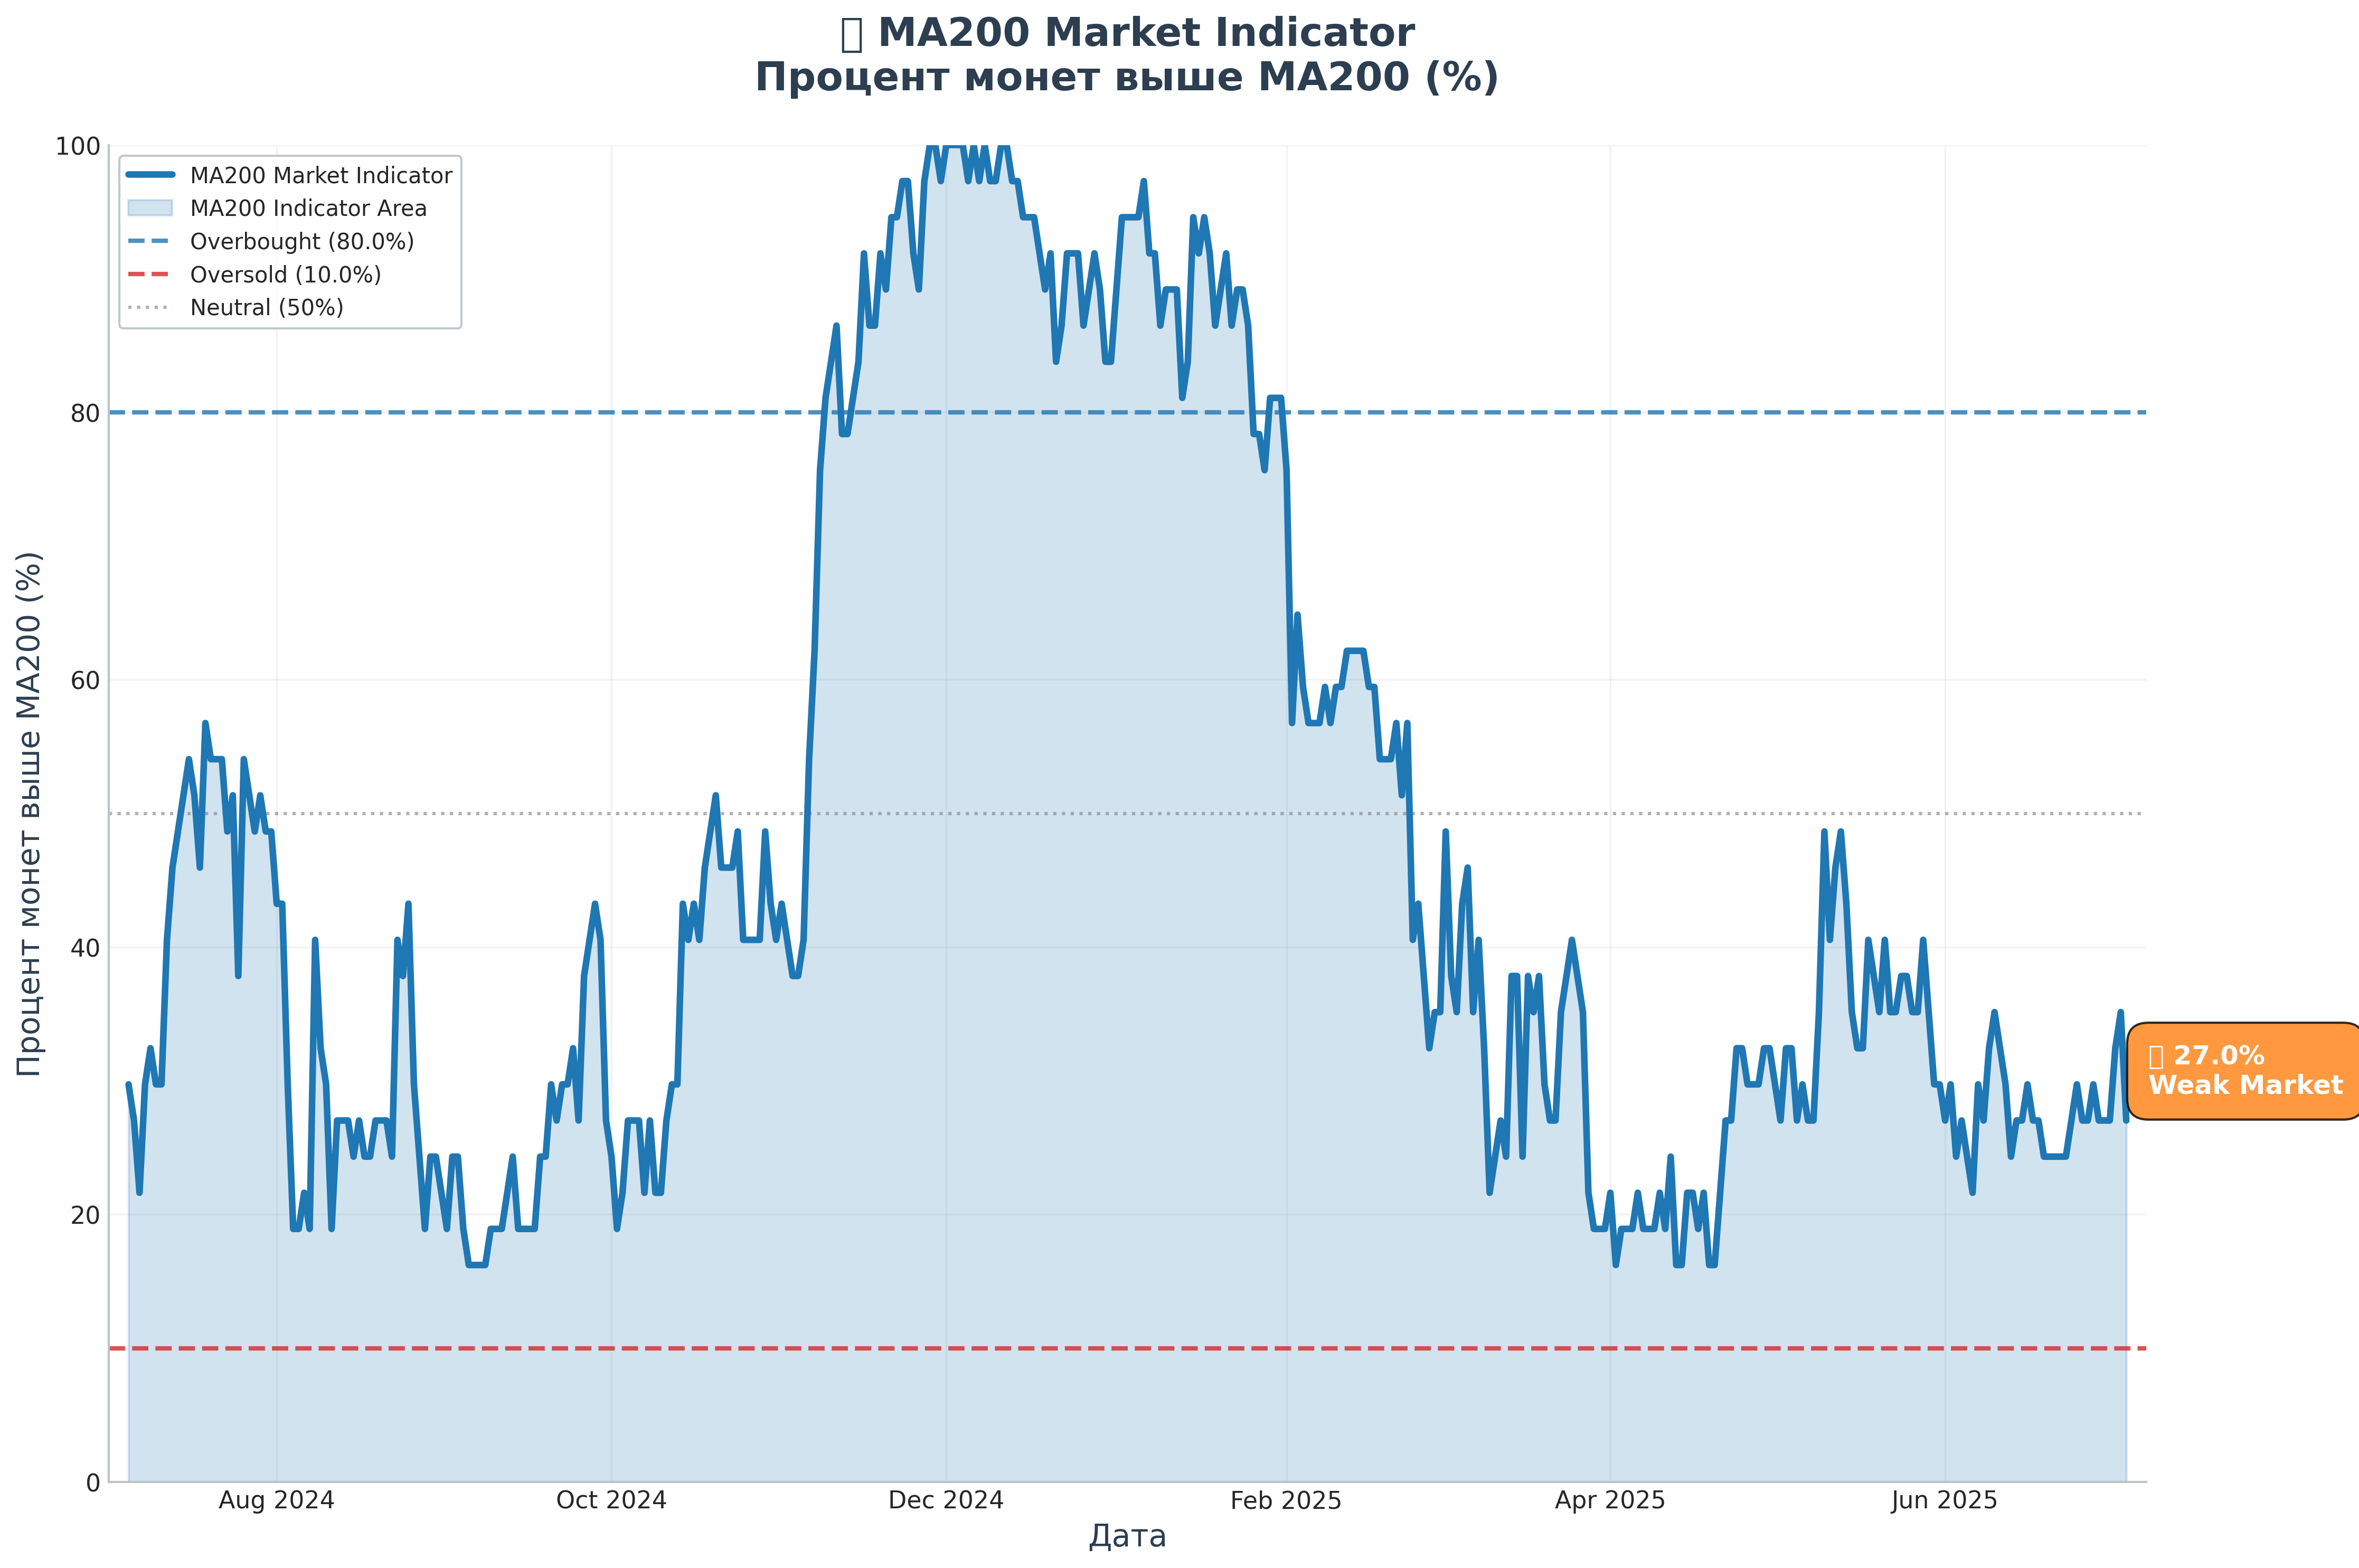 MA200 Market Indicator
Процент монет выше MA200 (%)
MA200 Market Indicator
MA200 Indicator Area
Overbought (80.0%)
Oversold (10.0%)
Neutral (50%)
Процент монет выше MA200 (%)
100
80
60
40
20
0
27.0%
Weak Market
Aug 2024
Oct 2024
Dec 2024
Feb 2025
Apr 2025
Jun 2025
Дата